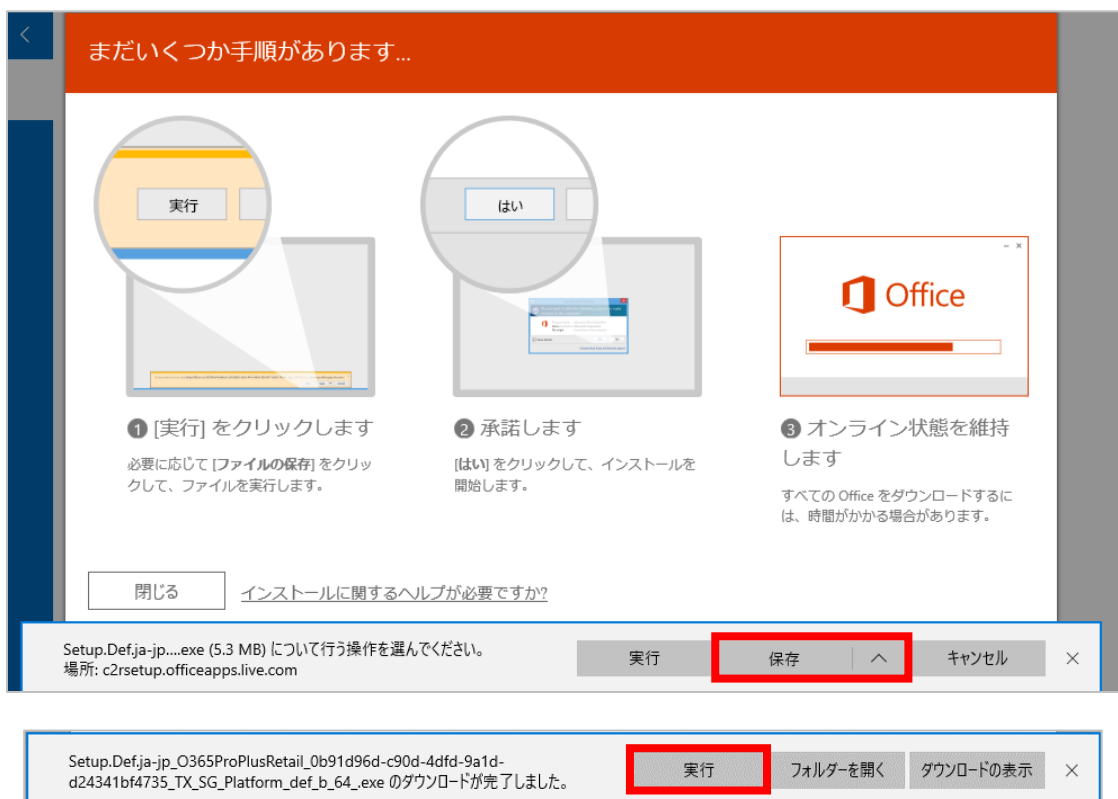 まだいくつか手順があります...
実行
はい
Office
❶ [実行] をクリックします
必要に応じて [ファイルの保存] をクリッ
クして、ファイルを実行します。
❷ 承諾します
[はい] をクリックして、インストールを
開始します。
❸ オンライン状態を維持
します
すべての Office をダウンロードするに
は、時間がかかる場合があります。
閉じる
インストールに関するヘルプが必要ですか?
Setup.Def.ja-jp....exe (5.3 MB) について行う操作を選んでください。
場所: c2rsetup.officeapps.live.com
実行
保存
キャンセル
Setup.Def.ja-jp_O365ProPlusRetail_0b91d96d-c90d-4dfd-9a1d-
d24341bf4735_TX_SG_Platform_def_b_64_.exe のダウンロードが完了しました。
実行
フォルダーを開く
ダウンロードの表示